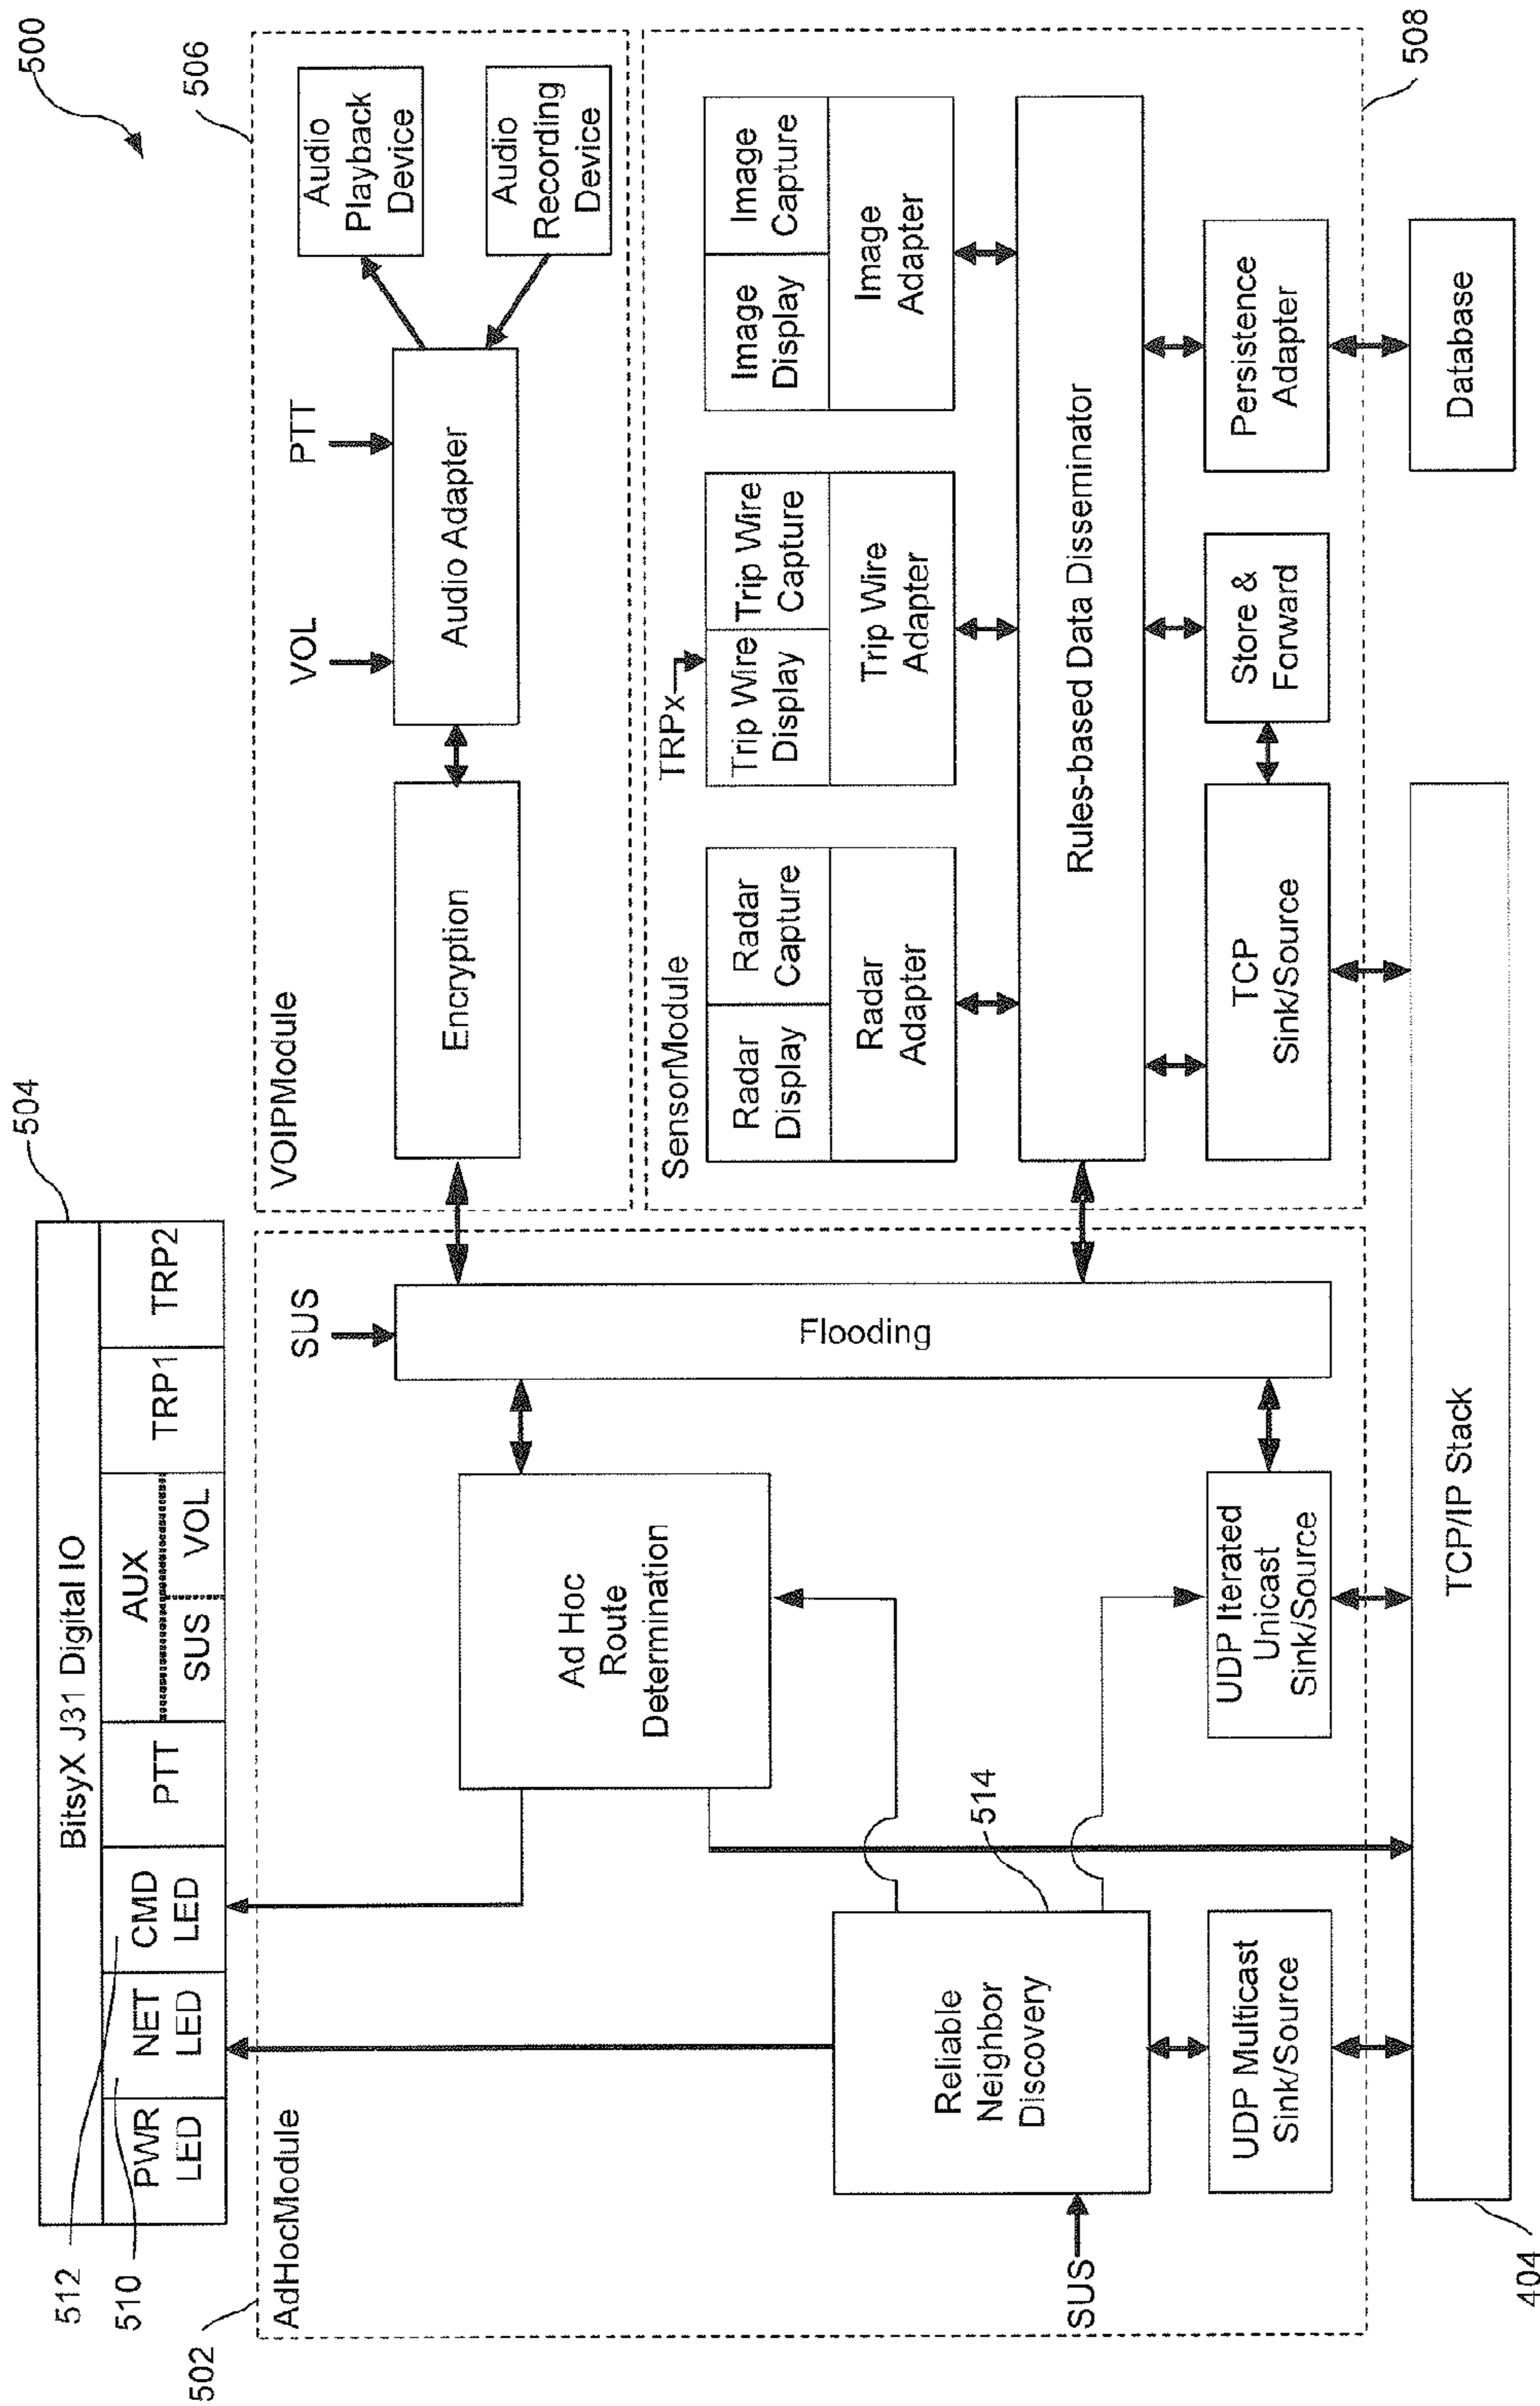 500
504
BitsyX J31 Digital IO
PWR
LED
NET
LED
CMD
LED
PTT
AUX
SUS
VOL
TRP1
TRP2
512
510
502
AdHocModule
SUS
Flooding
Ad Hoc
Route
Determination
514
Reliable
Neighbor
Discovery
SUS
UDP Multicast
Sink/Source
UDP Iterated
Unicast
Sink/Source
506
VOIPModule
VOL
PTT
Encryption
Audio Adapter
Audio
Playback
Device
Audio
Recording
Device
SensorModule
TRPx
Radar
Display
Radar
Capture
Radar
Adapter
Trip Wire
Display
Trip Wire
Capture
Trip Wire
Adapter
Image
Display
Image
Capture
Image
Adapter
Rules-based Data Disseminator
TCP
Sink/Source
Store &
Forward
Persistence
Adapter
508
TCP/IP Stack
Database
404